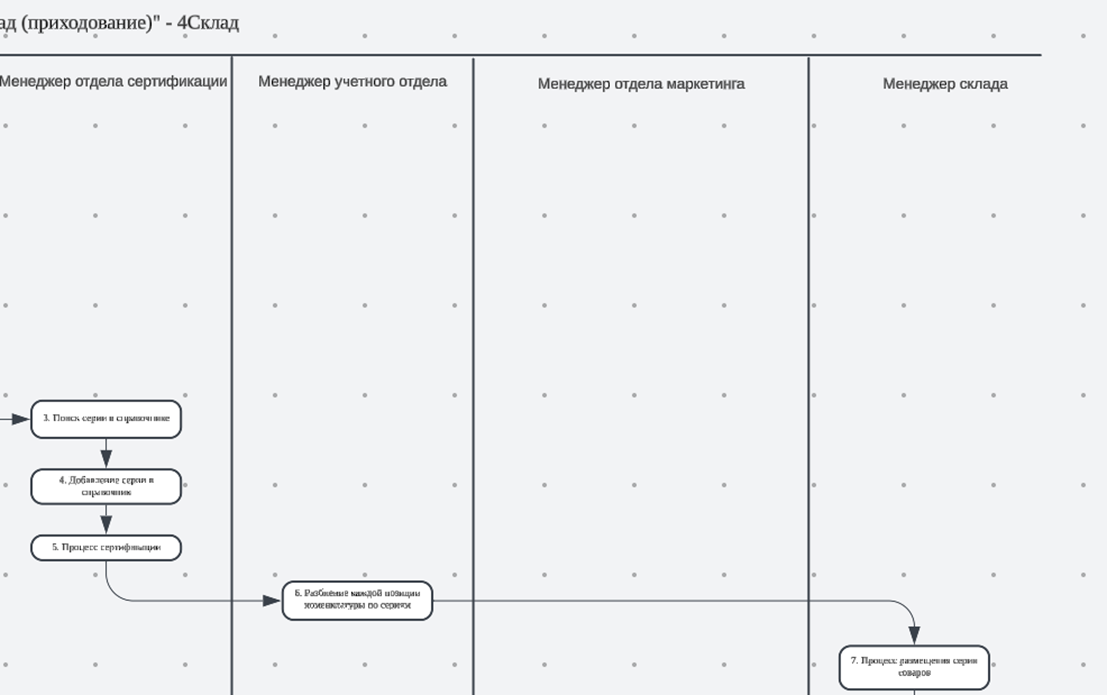 ад (приходование)" - 4Склад
Менеджер отдела сертификации
Менеджер учетного отдела
Менеджер отдела маркетинга
Менеджер склада
3. Поиск серии в справочнике
4. Добавление серии в
справочник
5. Процесс сертификации
6. Разбиение каждой позиции
номенклатуры по сериям
7. Процесс размещения серии
товаров